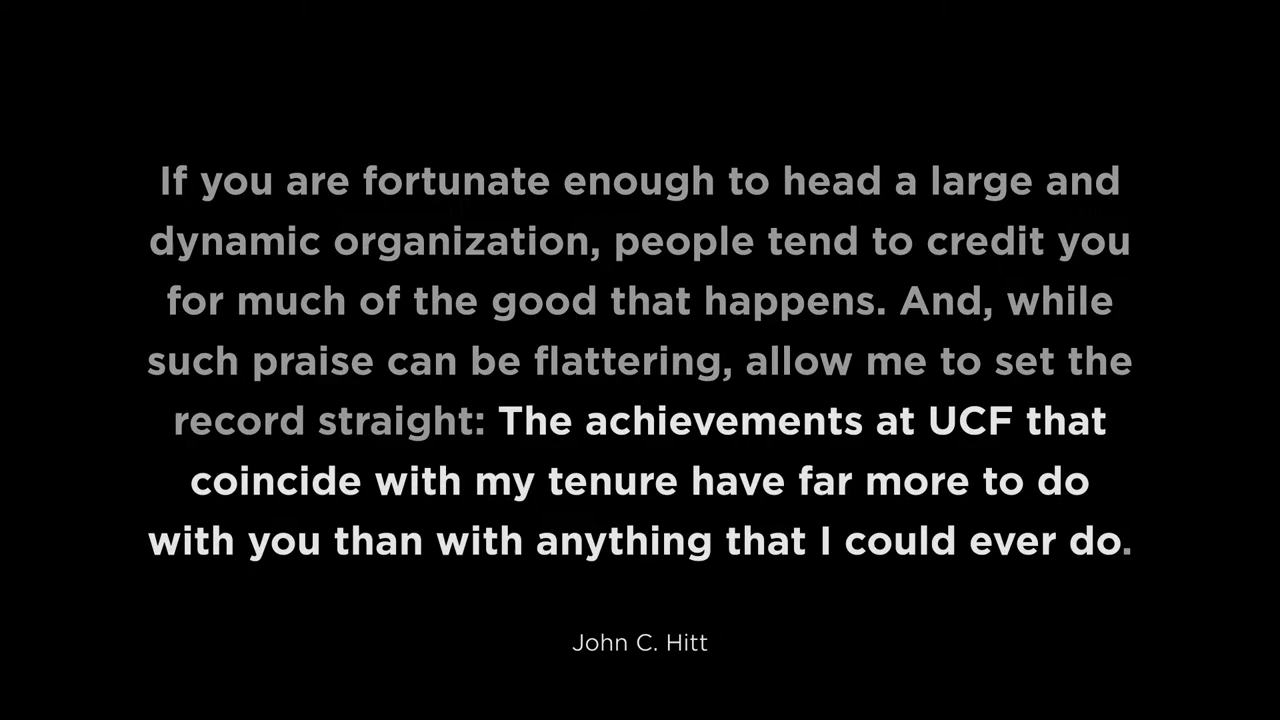 If you are fortunate enough to head a large and
dynamic organization, people tend to credit you
for much of the good that happens. And, while
such praise can be flattering, allow me to set the
record straight: The achievements at UCF that
coincide with my tenure have far more to do
with you than with anything that I could ever do.
John C. Hitt